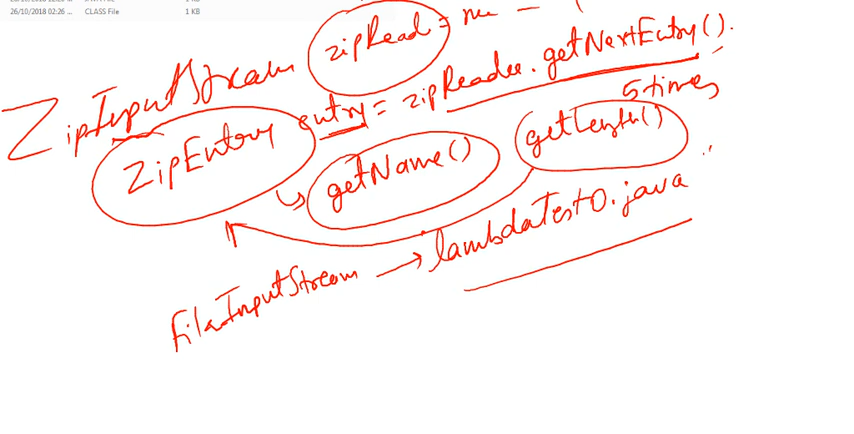 26/10/2018 02:26 ... CLASS File 1 KB
ZipInputStream zipRead = ne
ZipEntry entry = zipReader.getNextEntry().
5 times
getName() getLength()
FileInputStream → lambdaTest0.java